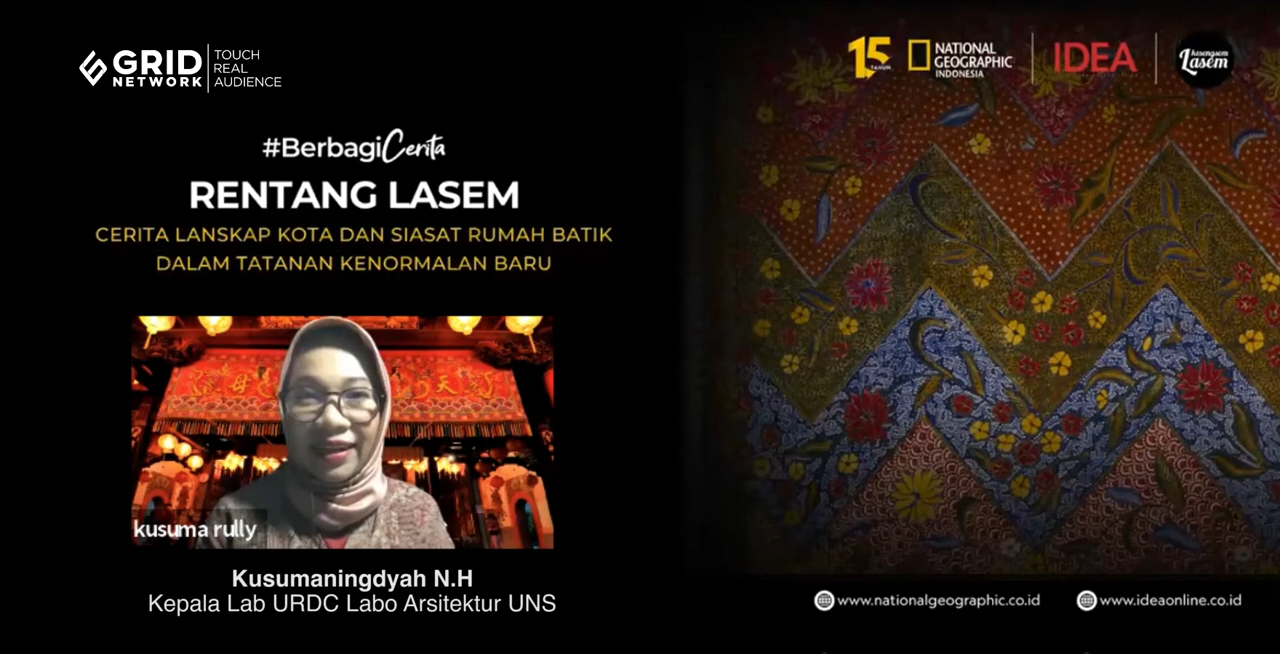 GRID
NETWORK
TOUCH
REAL
AUDIENCE
15
TAHUN
NATIONAL
GEOGRAPHIC
INDONESIA
IDEA
kesengsem
Lasem
#BerbagiCerita
RENTANG LASEM
CERITA LANSKAP KOTA DAN SIASAT RUMAH BATIK
DALAM TATANAN KENORMALAN BARU
kusuma rully
Kusumaningdyah N.H
Kepala Lab URDC Labo Arsitektur UNS
www.nationalgeographic.co.id
www.ideaonline.co.id